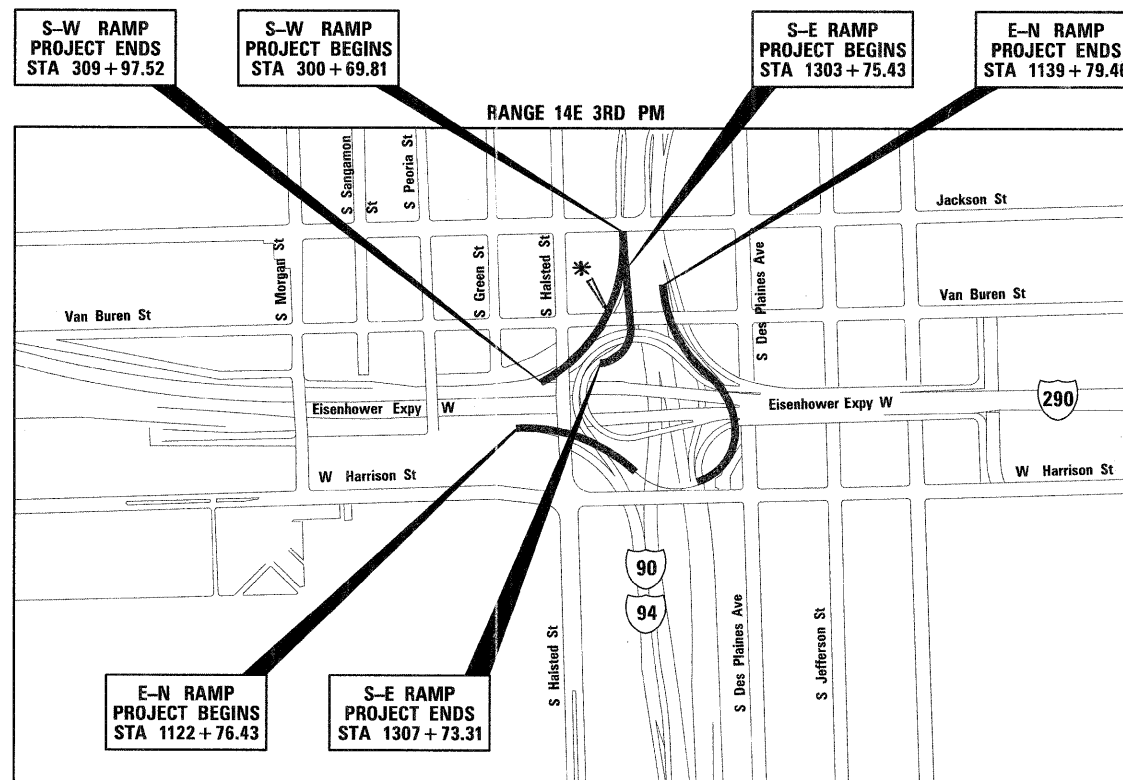 S–W RAMP
PROJECT ENDS
STA 309+97.52
S–W RAMP
PROJECT BEGINS
STA 300+69.81
S–E RAMP
PROJECT BEGINS
STA 1303+75.43
E–N RAMP
PROJECT ENDS
STA 1139+79.46
RANGE 14E 3RD PM
S Sangamon
St
S Peoria St
Jackson St
S Morgan St
S Green St
S Halsted St
*
S Des Plaines Ave
Van Buren St
Van Buren St
Eisenhower Expy W
Eisenhower Expy W
290
W Harrison St
W Harrison St
90
94
S Halsted St
S Des Plaines Ave
S Jefferson St
E–N RAMP
PROJECT BEGINS
STA 1122+76.43
S–E RAMP
PROJECT ENDS
STA 1307+73.31